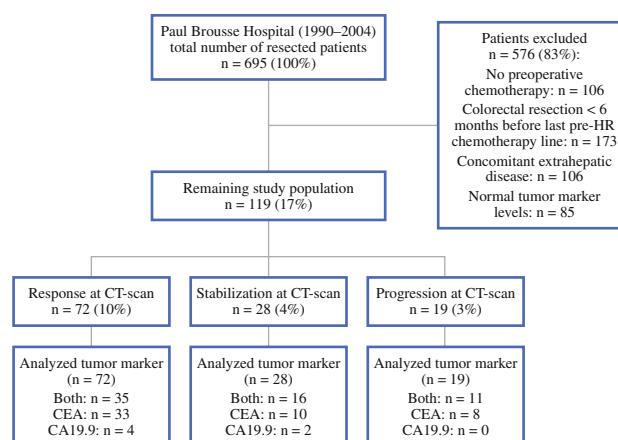 Paul Brousse Hospital (1990–2004)
total number of resected patients
n = 695 (100%)
Patients excluded
n = 576 (83%):
No preoperative
chemotherapy: n = 106
Colorectal resection < 6
months before last pre-HR
chemotherapy line: n = 173
Concomitant extrahepatic
disease: n = 106
Normal tumor marker
levels: n = 85
Remaining study population
n = 119 (17%)
Response at CT-scan
n = 72 (10%)
Stabilization at CT-scan
n = 28 (4%)
Progression at CT-scan
n = 19 (3%)
Analyzed tumor marker
(n = 72)
Both: n = 35
CEA: n = 33
CA19.9: n = 4
Analyzed tumor marker
(n = 28)
Both: n = 16
CEA: n = 10
CA19.9: n = 2
Analyzed tumor marker
(n = 19)
Both: n = 11
CEA: n = 8
CA19.9: n = 0